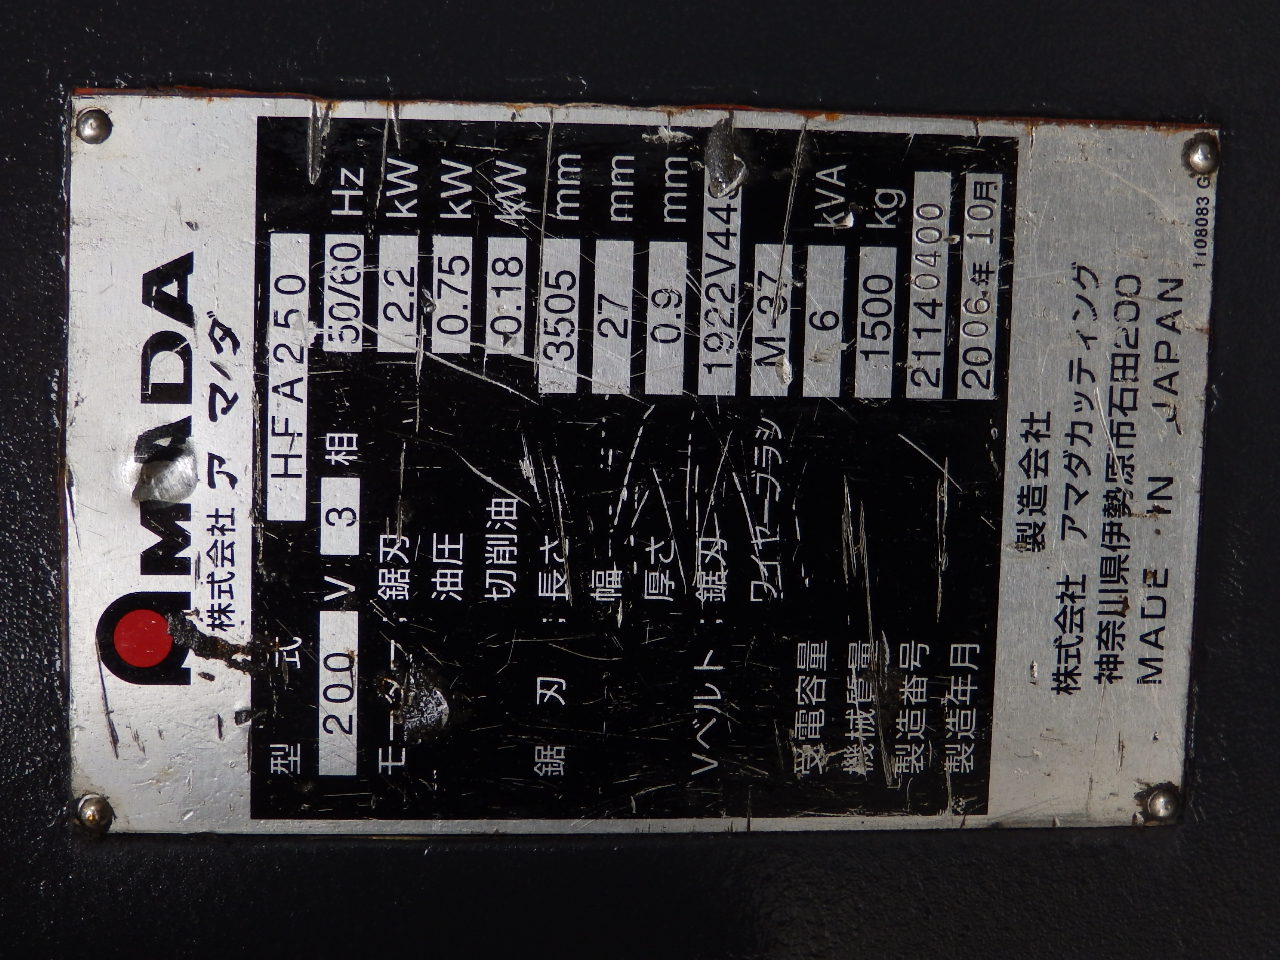 AMADA
株式会社 アマダ
型式 HFA250
200 V 3 相 50/60 Hz
モーター; 鋸刃 2.2 kW
油圧 0.75 kW
切削油 0.18 kW
鋸刃; 長さ 3505 mm
幅 27 mm
厚さ 0.9 mm
Vベルト; 鋸刃 1922V44
ワイヤーブラシ M-37
受電容量 6 kVA
機械質量 1500 kg
製造番号 21140400
製造年月 2006年 10月
製造会社
株式会社 アマダカッティング
神奈川県伊勢原市石田200
MADE IN JAPAN
1108083